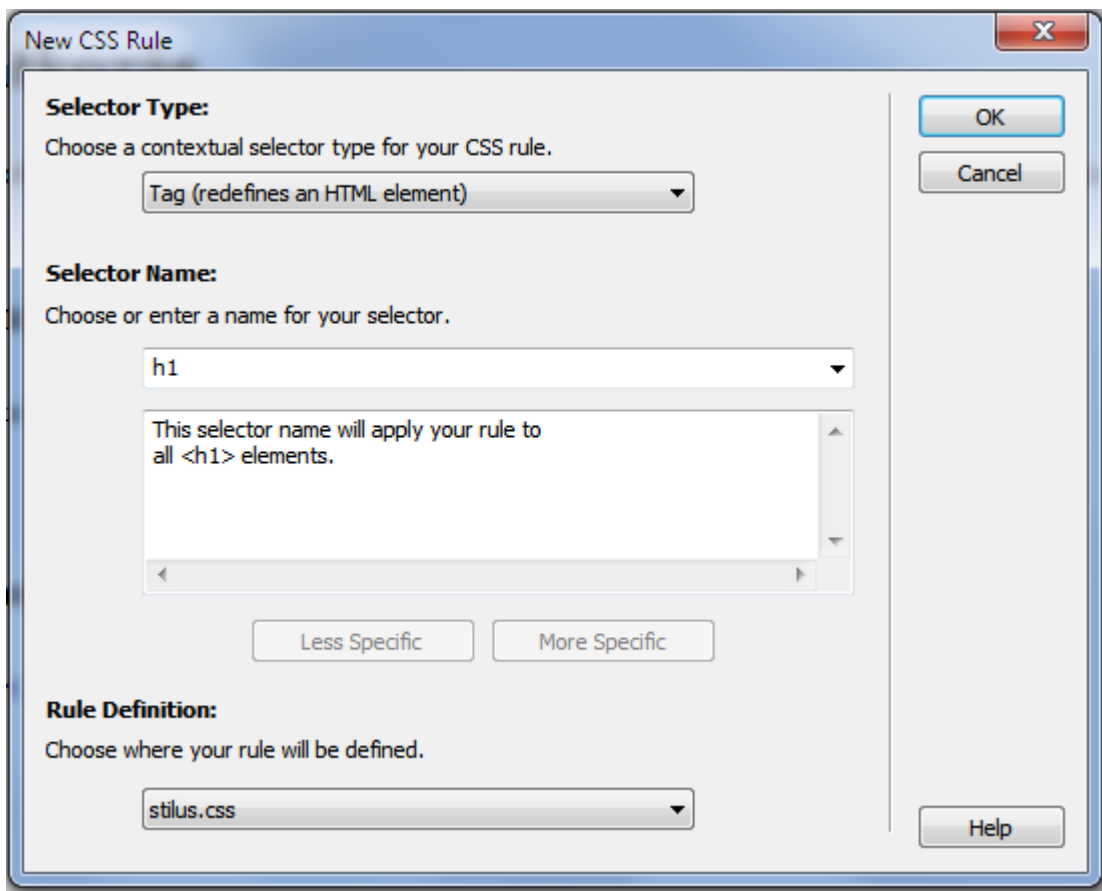 New CSS Rule
Selector Type:
Choose a contextual selector type for your CSS rule.
Tag (redefines an HTML element)
OK
Cancel
Selector Name:
Choose or enter a name for your selector.
h1
This selector name will apply your rule to
all <h1> elements.
Less Specific
More Specific
Rule Definition:
Choose where your rule will be defined.
stilus.css
Help